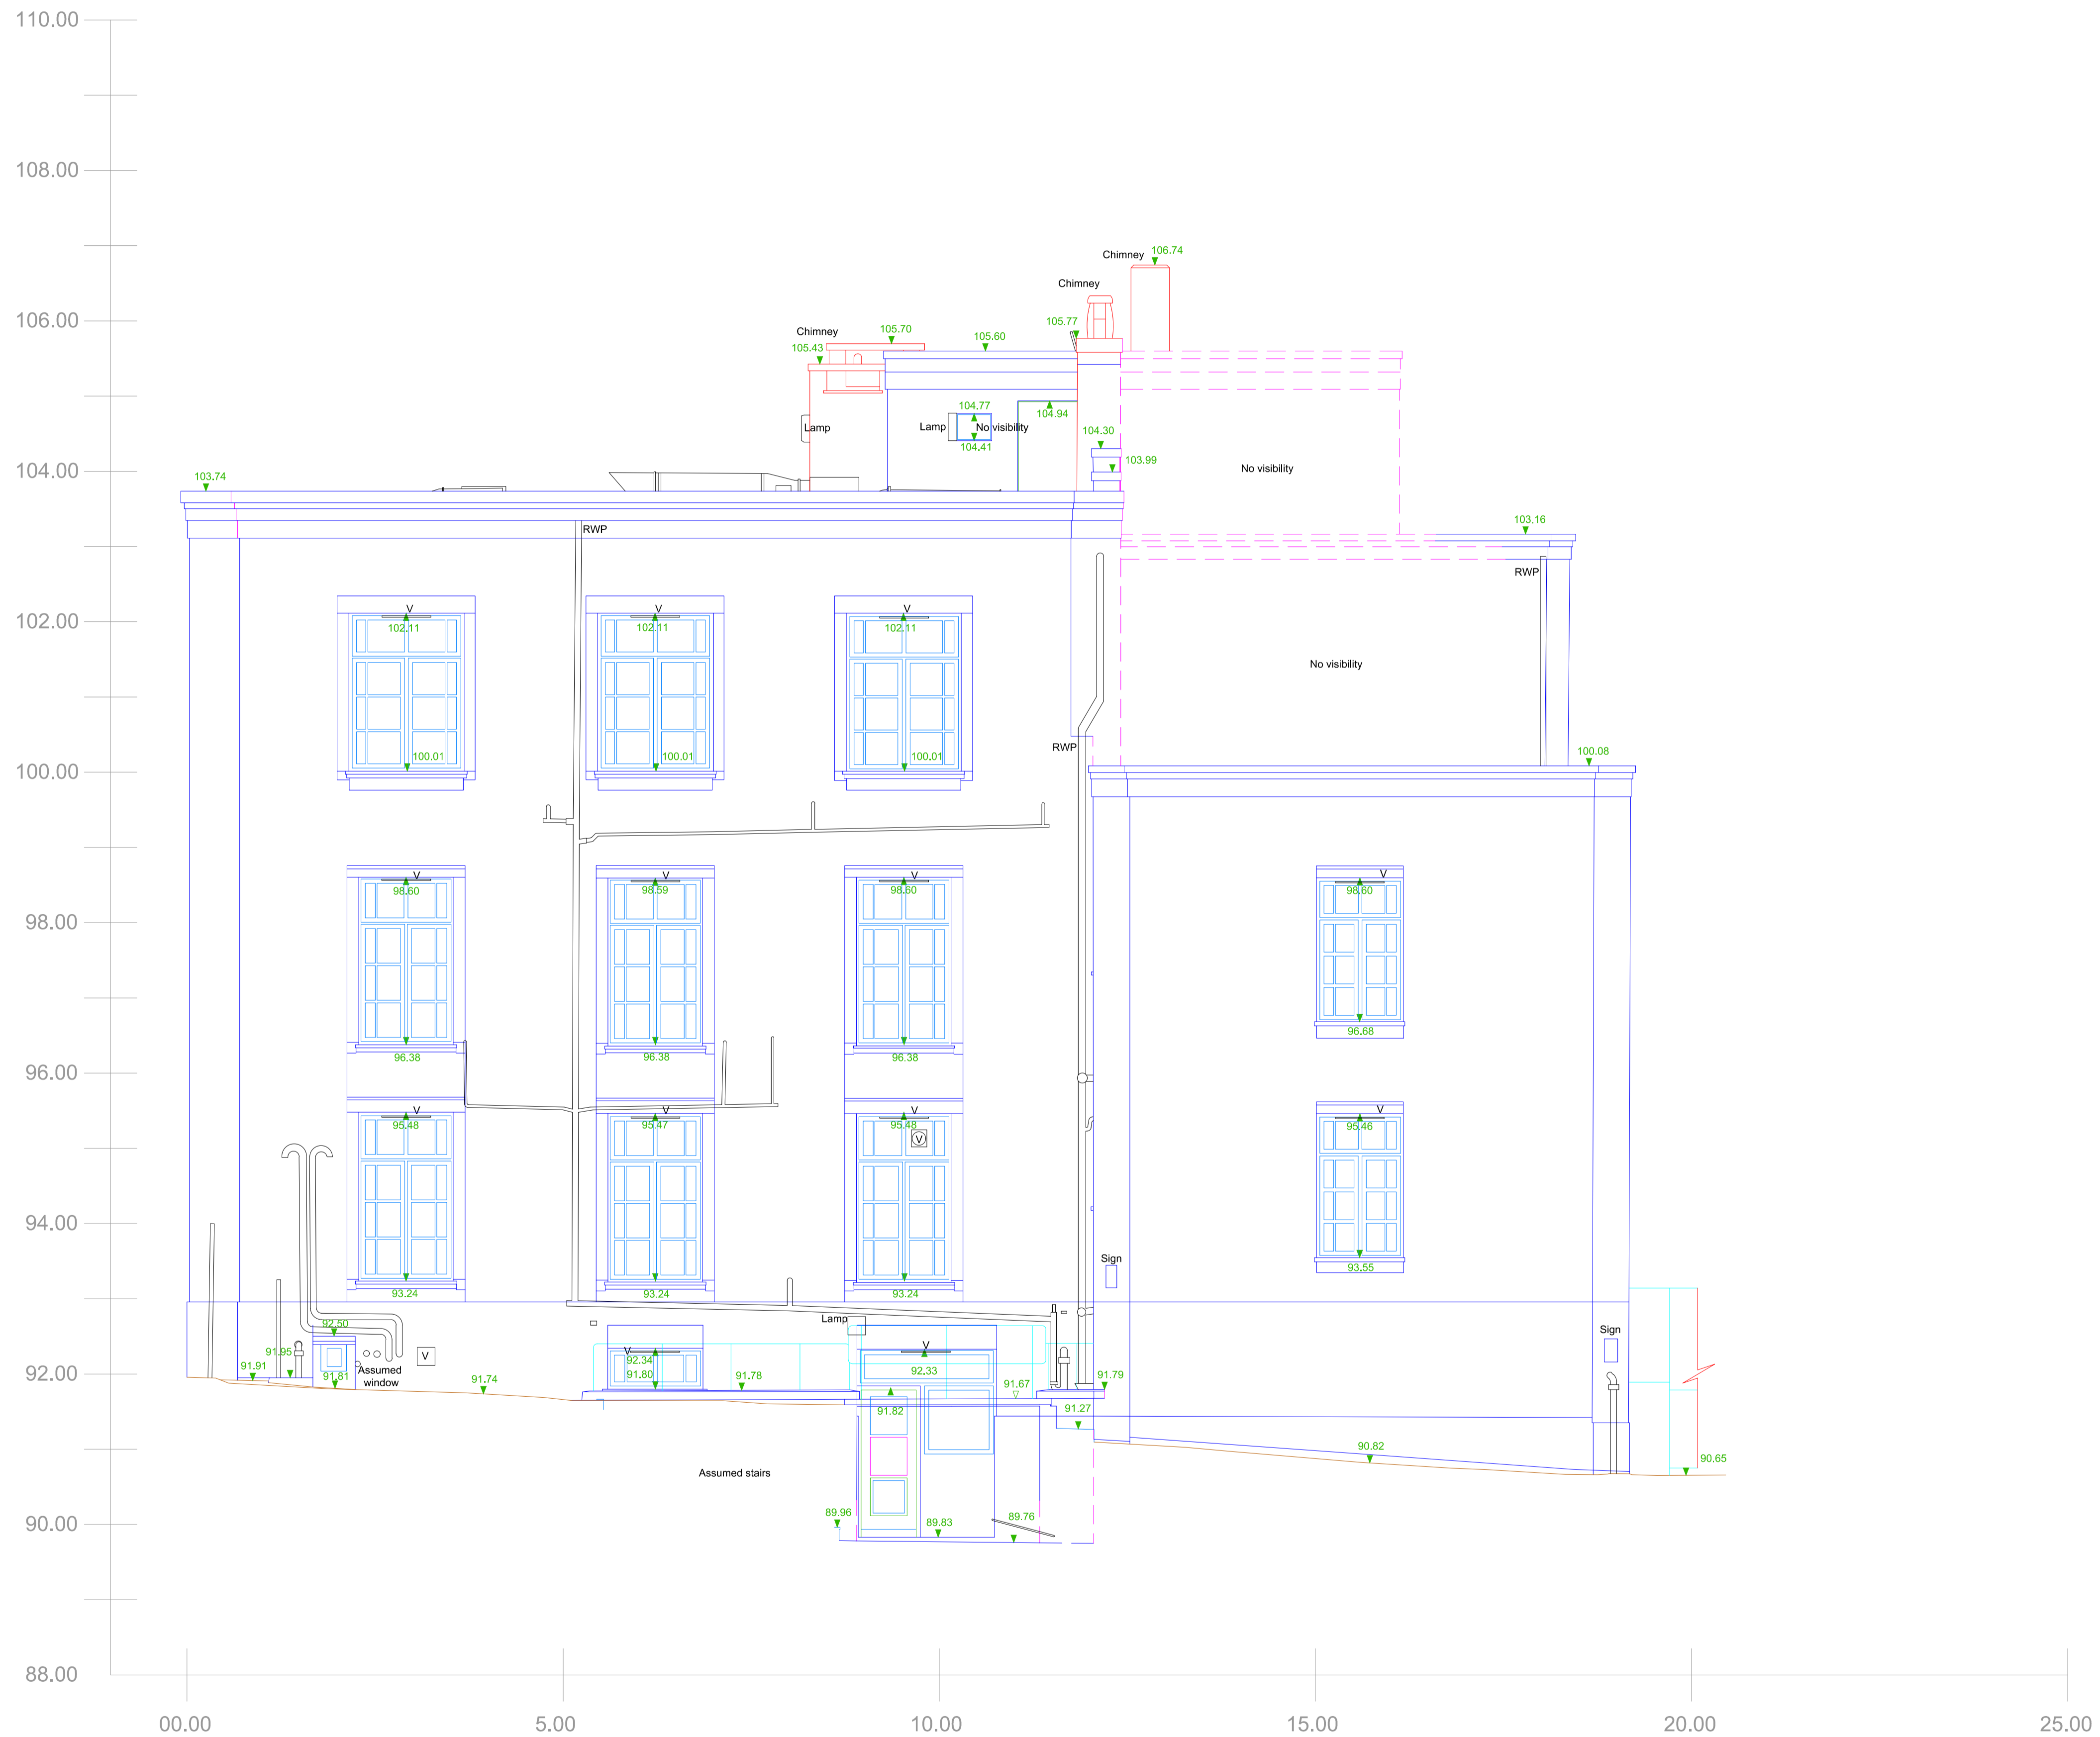 110.00
108.00
106.00
104.00
102.00
100.00
98.00
96.00
94.00
92.00
90.00
88.00
00.00
5.00
10.00
15.00
20.00
25.00
Chimney
106.74
Chimney
105.77
Chimney
105.70
105.60
105.43
104.77
104.94
Lamp
Lamp
No visibility
104.41
104.30
103.99
No visibility
103.74
RWP
103.16
RWP
V
V
V
102.11
102.11
102.11
No visibility
100.01
100.01
100.01
RWP
100.08
V
V
V
V
98.60
98.59
98.60
98.60
96.38
96.38
96.38
96.68
V
V
V
V
95.48
95.47
95.48
95.46
V
93.24
93.24
93.24
93.55
Sign
Sign
92.50
Lamp
91.95
91.91
91.81
Assumed
window
V
91.74
V
92.34
91.80
91.78
V
92.33
91.67
91.79
91.82
91.27
90.82
90.65
Assumed stairs
89.96
89.83
89.76